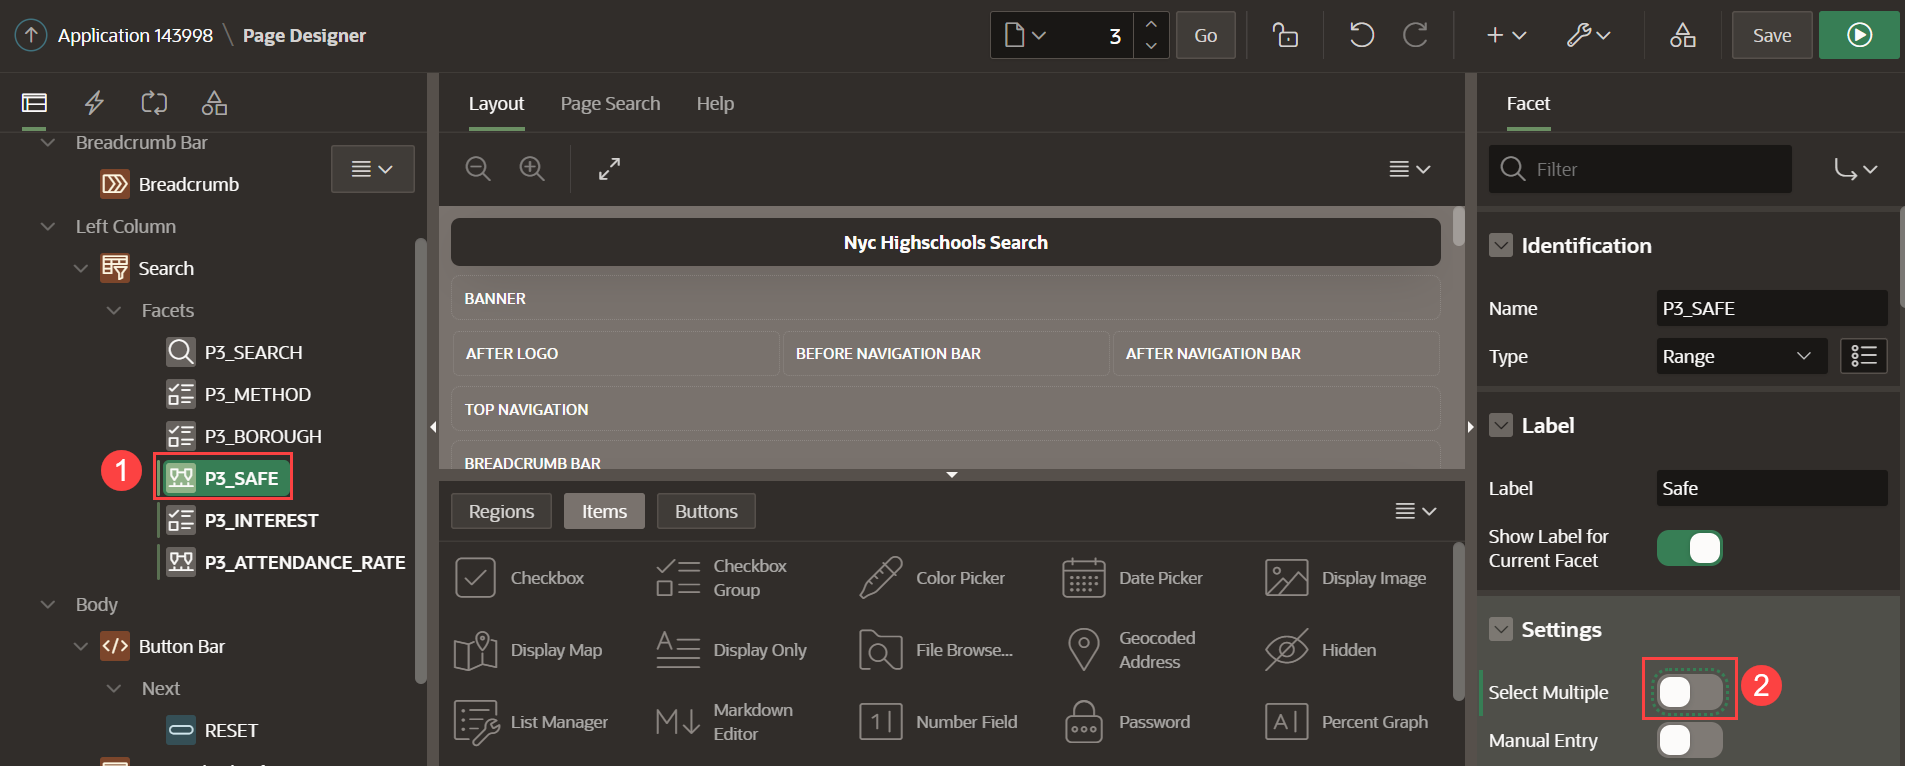 Application 143998 \ Page Designer
3
Go
Save
Layout
Page Search
Help
Facet
Breadcrumb Bar
Breadcrumb
Left Column
Search
Facets
P3_SEARCH
P3_METHOD
P3_BOROUGH
1
P3_SAFE
P3_INTEREST
P3_ATTENDANCE_RATE
Body
Button Bar
Next
RESET
Nyc Highschools Search
BANNER
AFTER LOGO
BEFORE NAVIGATION BAR
AFTER NAVIGATION BAR
TOP NAVIGATION
BREADCRUMB BAR
Regions
Items
Buttons
Checkbox
Checkbox
Group
Color Picker
Date Picker
Display Image
Display Map
Display Only
File Browse...
Geocoded
Address
Hidden
List Manager
Markdown
Editor
Number Field
Password
Percent Graph
Filter
Identification
Name
P3_SAFE
Type
Range
Label
Label
Safe
Show Label for
Current Facet
Settings
Select Multiple
2
Manual Entry